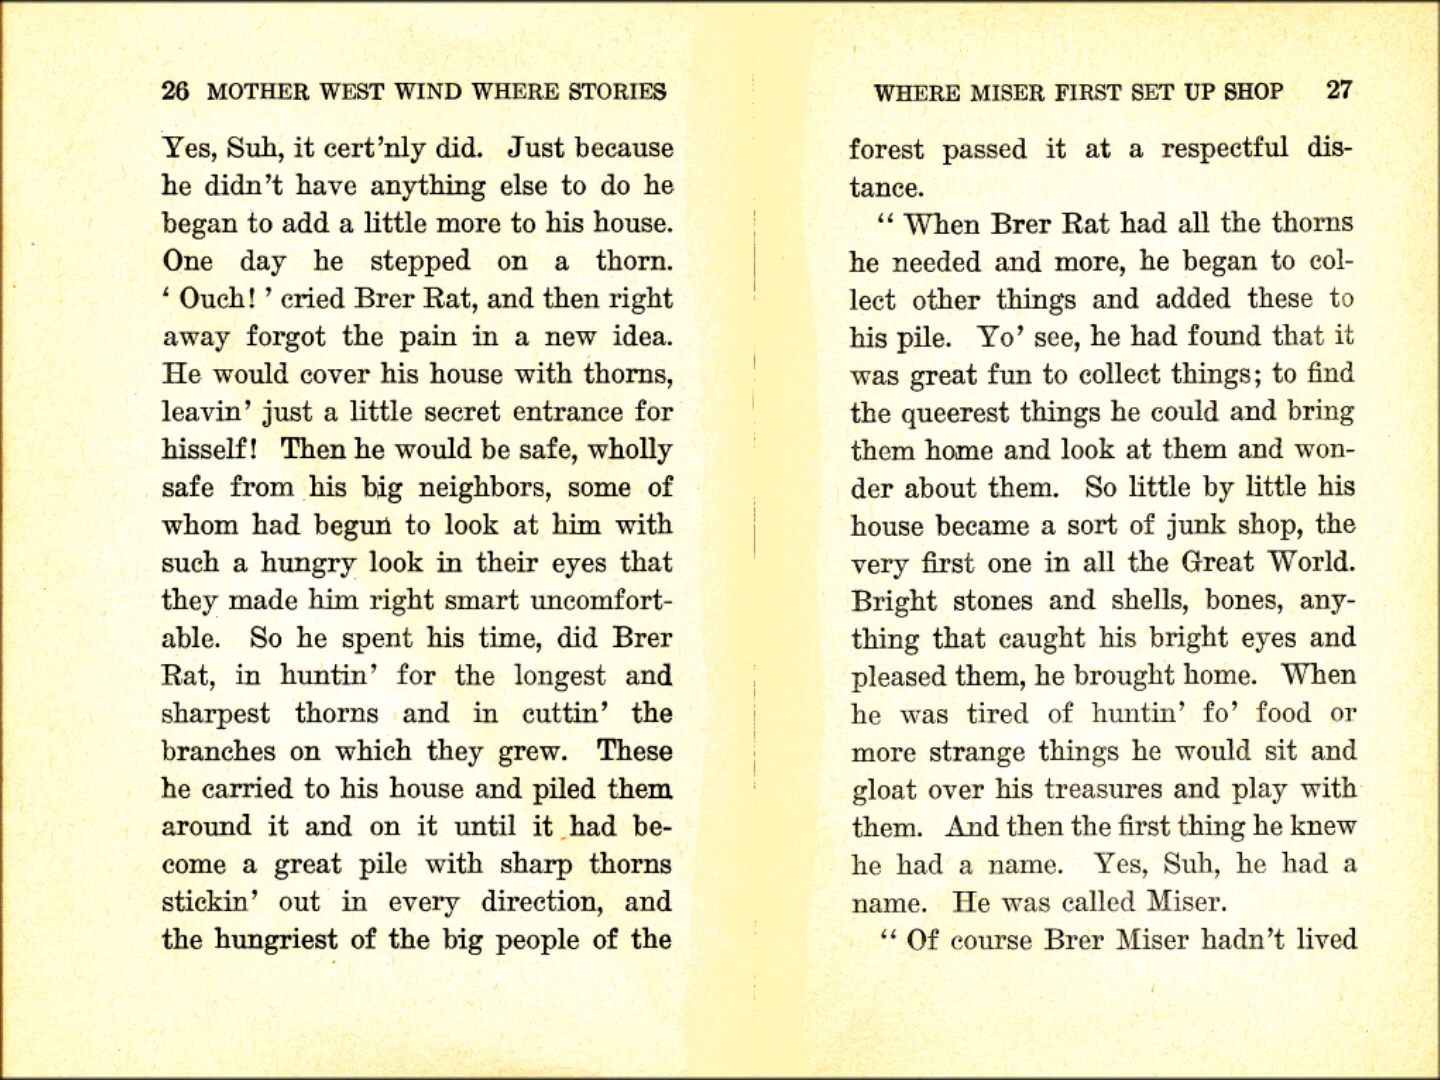 26 MOTHER WEST WIND WHERE STORIES
Yes, Suh, it cert'nly did. Just because
he didn't have anything else to do he
began to add a little more to his house.
One day he stepped on a thorn.
‘ Ouch! ’ cried Brer Rat, and then right
away forgot the pain in a new idea.
He would cover his house with thorns,
leavin’ just a little secret entrance for
hisself! Then he would be safe, wholly
safe from his big neighbors, some of
whom had begun to look at him with
such a hungry look in their eyes that
they made him right smart uncomfort-
able. So he spent his time, did Brer
Rat, in huntin’ for the longest and
sharpest thorns and in cuttin’ the
branches on which they grew. These
he carried to his house and piled them
around it and on it until it had be-
come a great pile with sharp thorns
stickin’ out in every direction, and
the hungriest of the big people of the
WHERE MISER FIRST SET UP SHOP 27
forest passed it at a respectful dis-
tance.
“ When Brer Rat had all the thorns
he needed and more, he began to col-
lect other things and added these to
his pile. Yo’ see, he had found that it
was great fun to collect things; to find
the queerest things he could and bring
them home and look at them and won-
der about them. So little by little his
house became a sort of junk shop, the
very first one in all the Great World.
Bright stones and shells, bones, any-
thing that caught his bright eyes and
pleased them, he brought home. When
he was tired of huntin’ fo’ food or
more strange things he would sit and
gloat over his treasures and play with
them. And then the first thing he knew
he had a name. Yes, Suh, he had a
name. He was called Miser.
“ Of course Brer Miser hadn’t lived